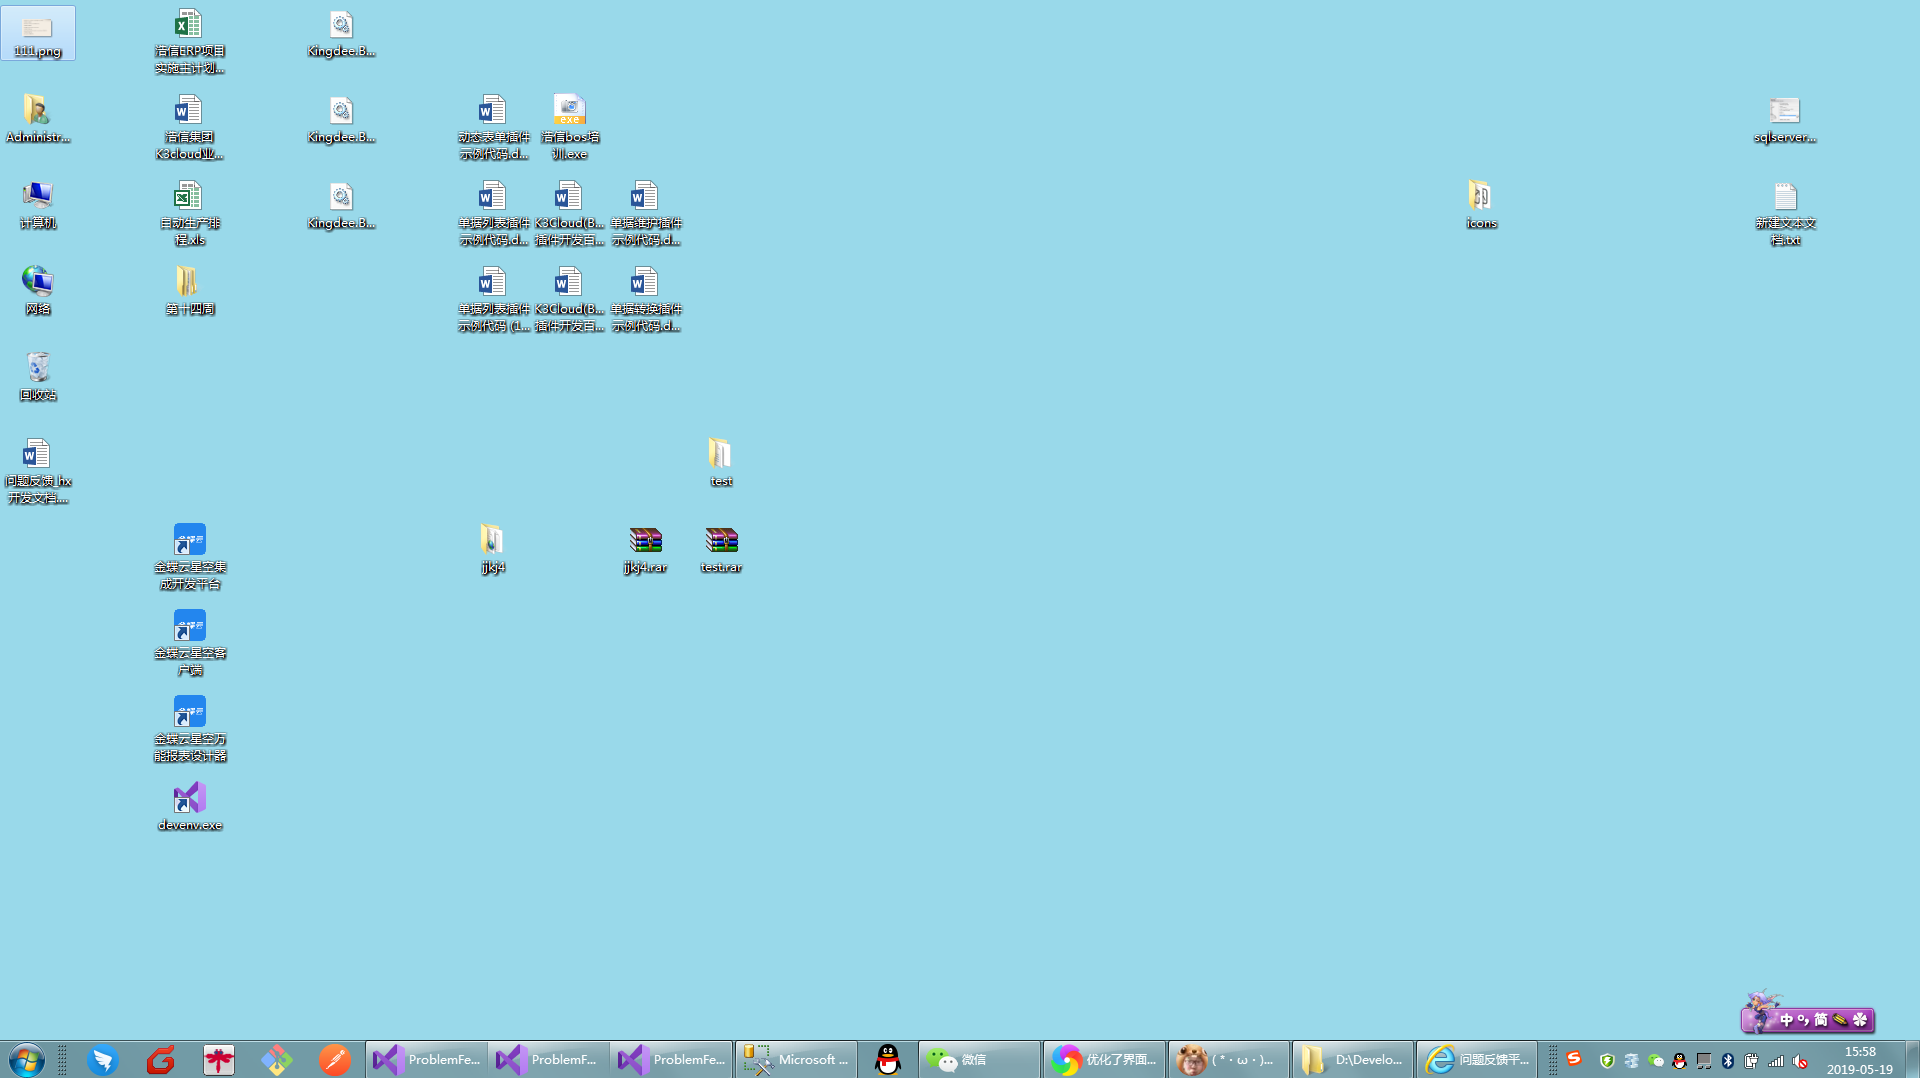 111.png
浩信ERP项目
实施主计划...
Kingdee.B...
Administr...
浩信集团
K3cloud业...
Kingdee.B...
动态表单插件
示例代码.d...
浩信bos培
训.exe
sqlserver...
计算机
自动生产排
程.xls
Kingdee.B...
单据列表插件
示例代码.d...
K3Cloud(B...
插件开发百...
单据维护插件
示例代码.d...
icons
新建文本文
档.txt
网络
第十四周
单据列表插件
示例代码 (1...
K3Cloud(B...
插件开发百...
单据转换插件
示例代码.d...
回收站
问题反馈_hx
开发文档....
test
金蝶云星空集
成开发平台
jjkj4
jjkj4.rar
test.rar
金蝶云星空客
户端
金蝶云星空万
能报表设计器
devenv.exe
中 简
ProblemFe...
ProblemFe...
ProblemFe...
Microsoft ...
微信
优化了界面...
( *・ω・)...
D:\Develo...
问题反馈平...
15:58
2019-05-19